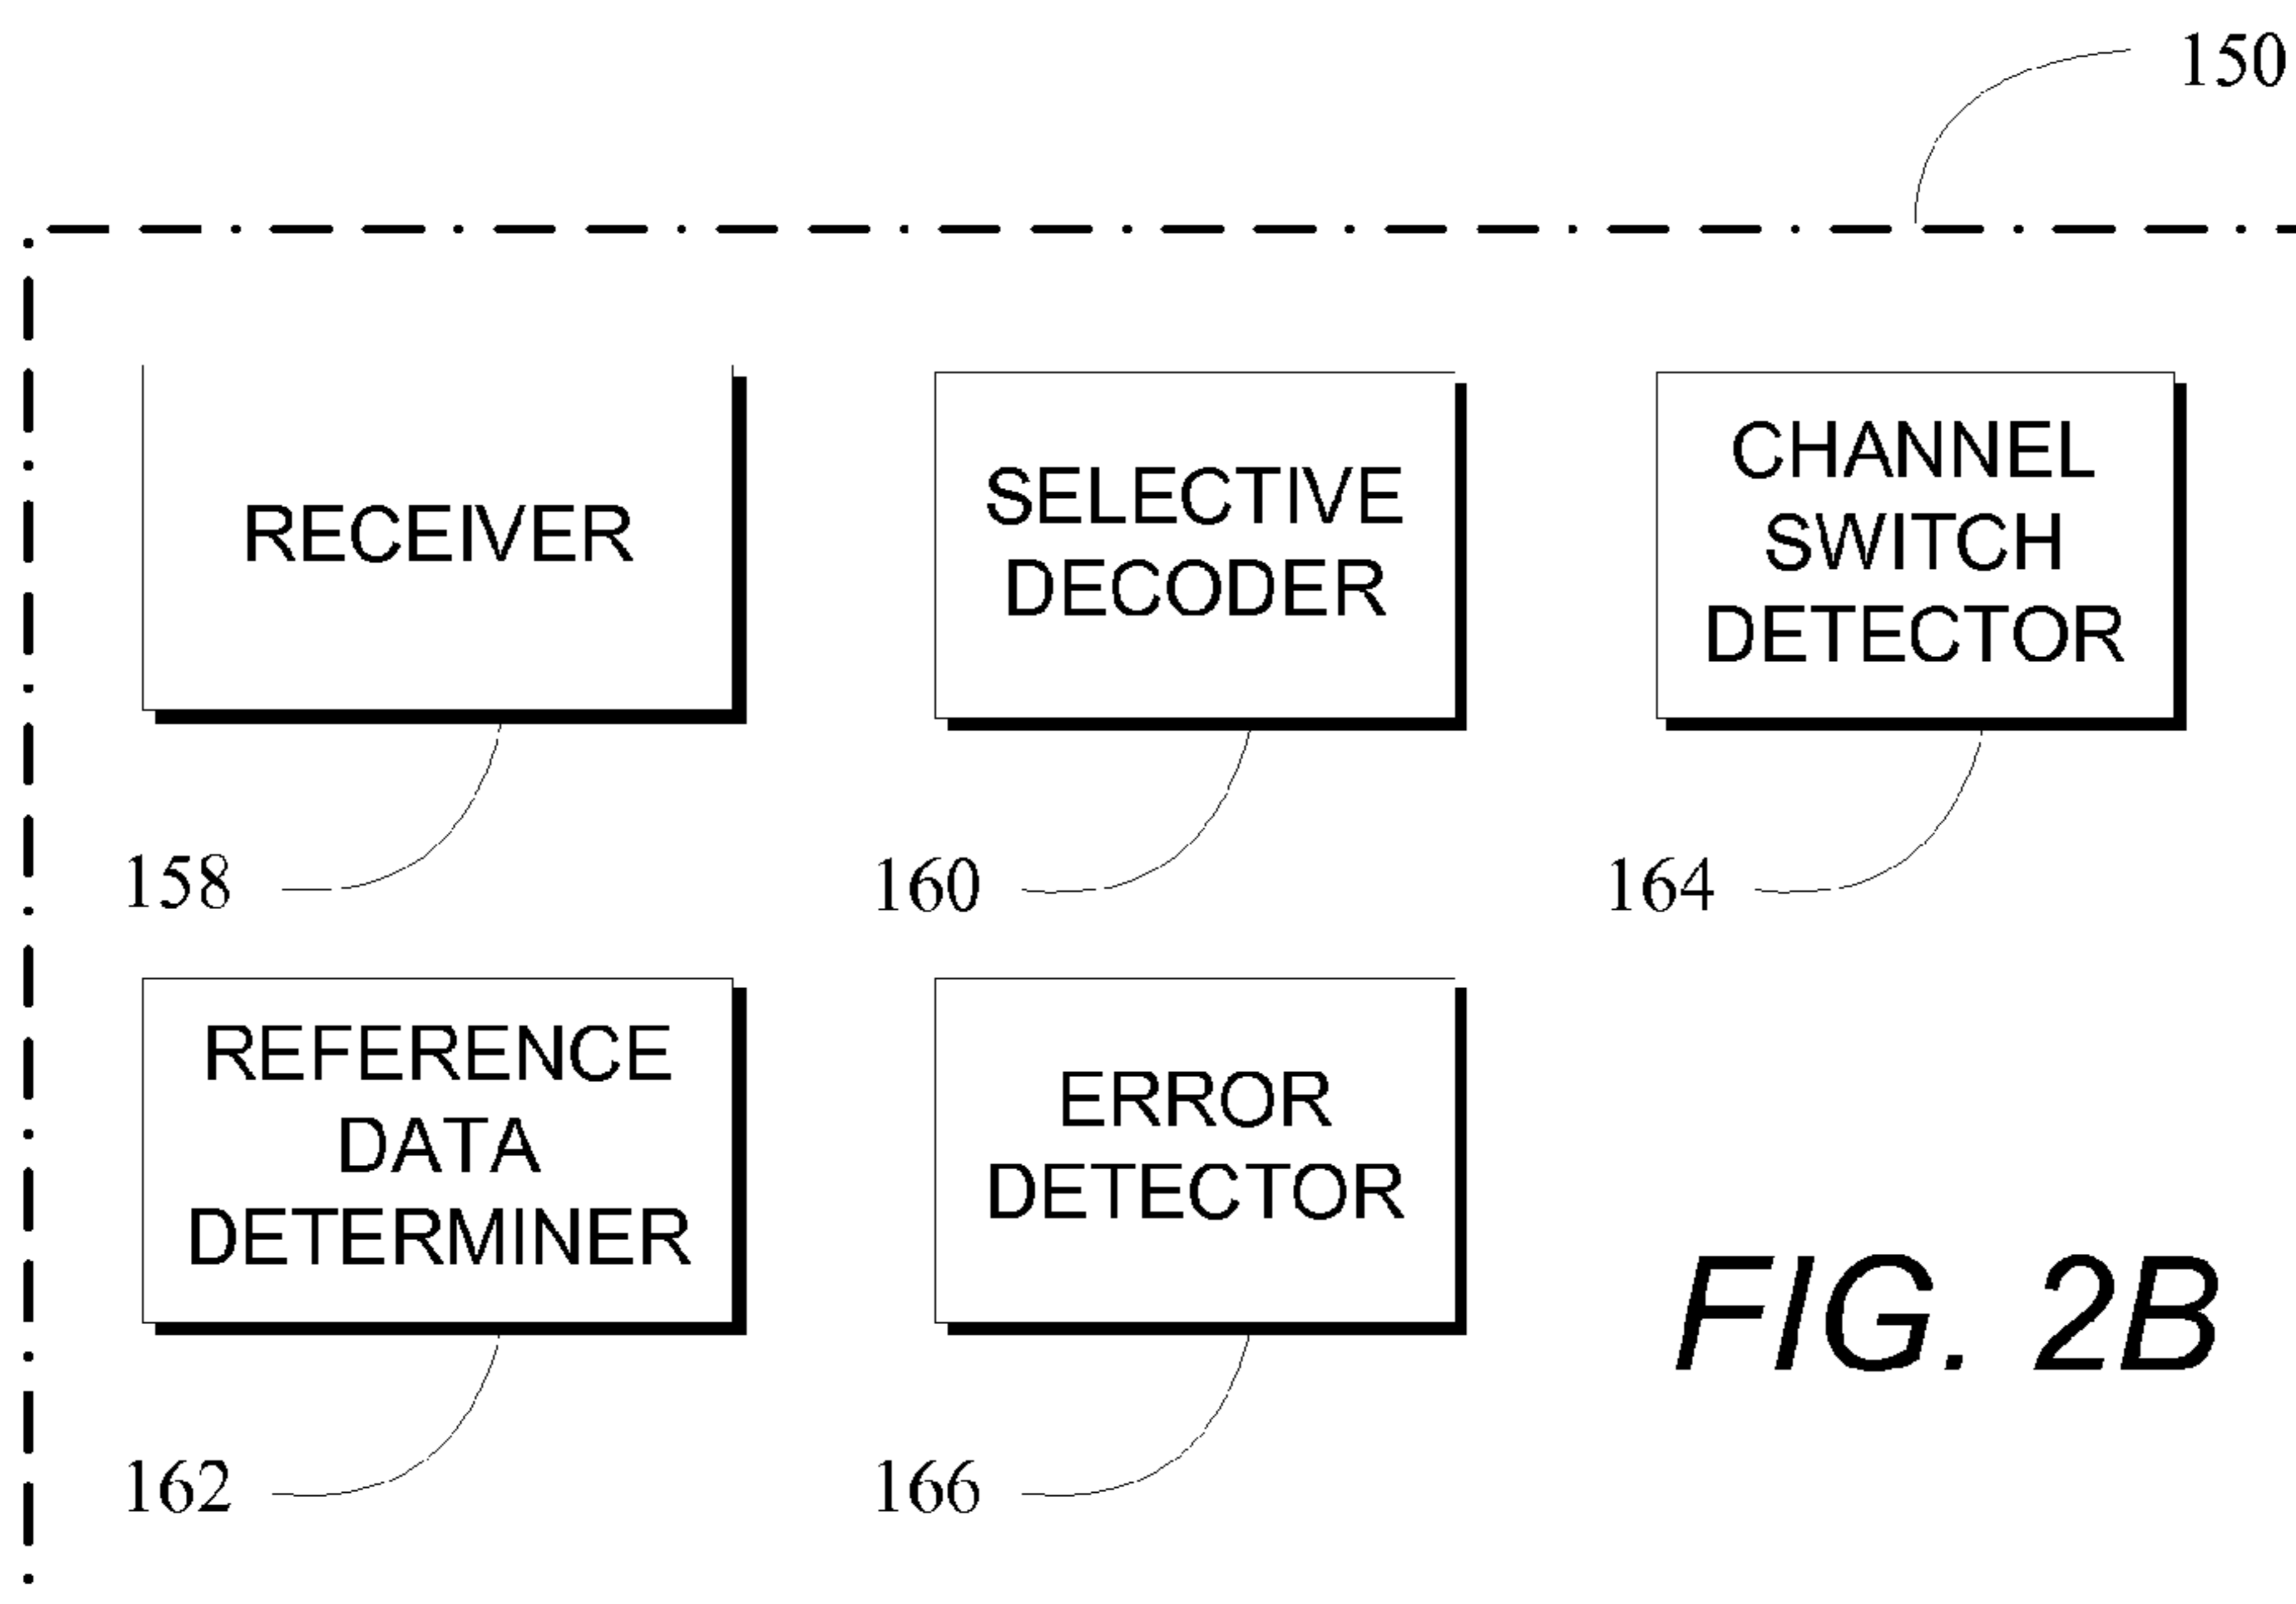 150
RECEIVER
SELECTIVE
DECODER
CHANNEL
SWITCH
DETECTOR
158
160
164
REFERENCE
DATA
DETERMINER
ERROR
DETECTOR
FIG. 2B
162
166